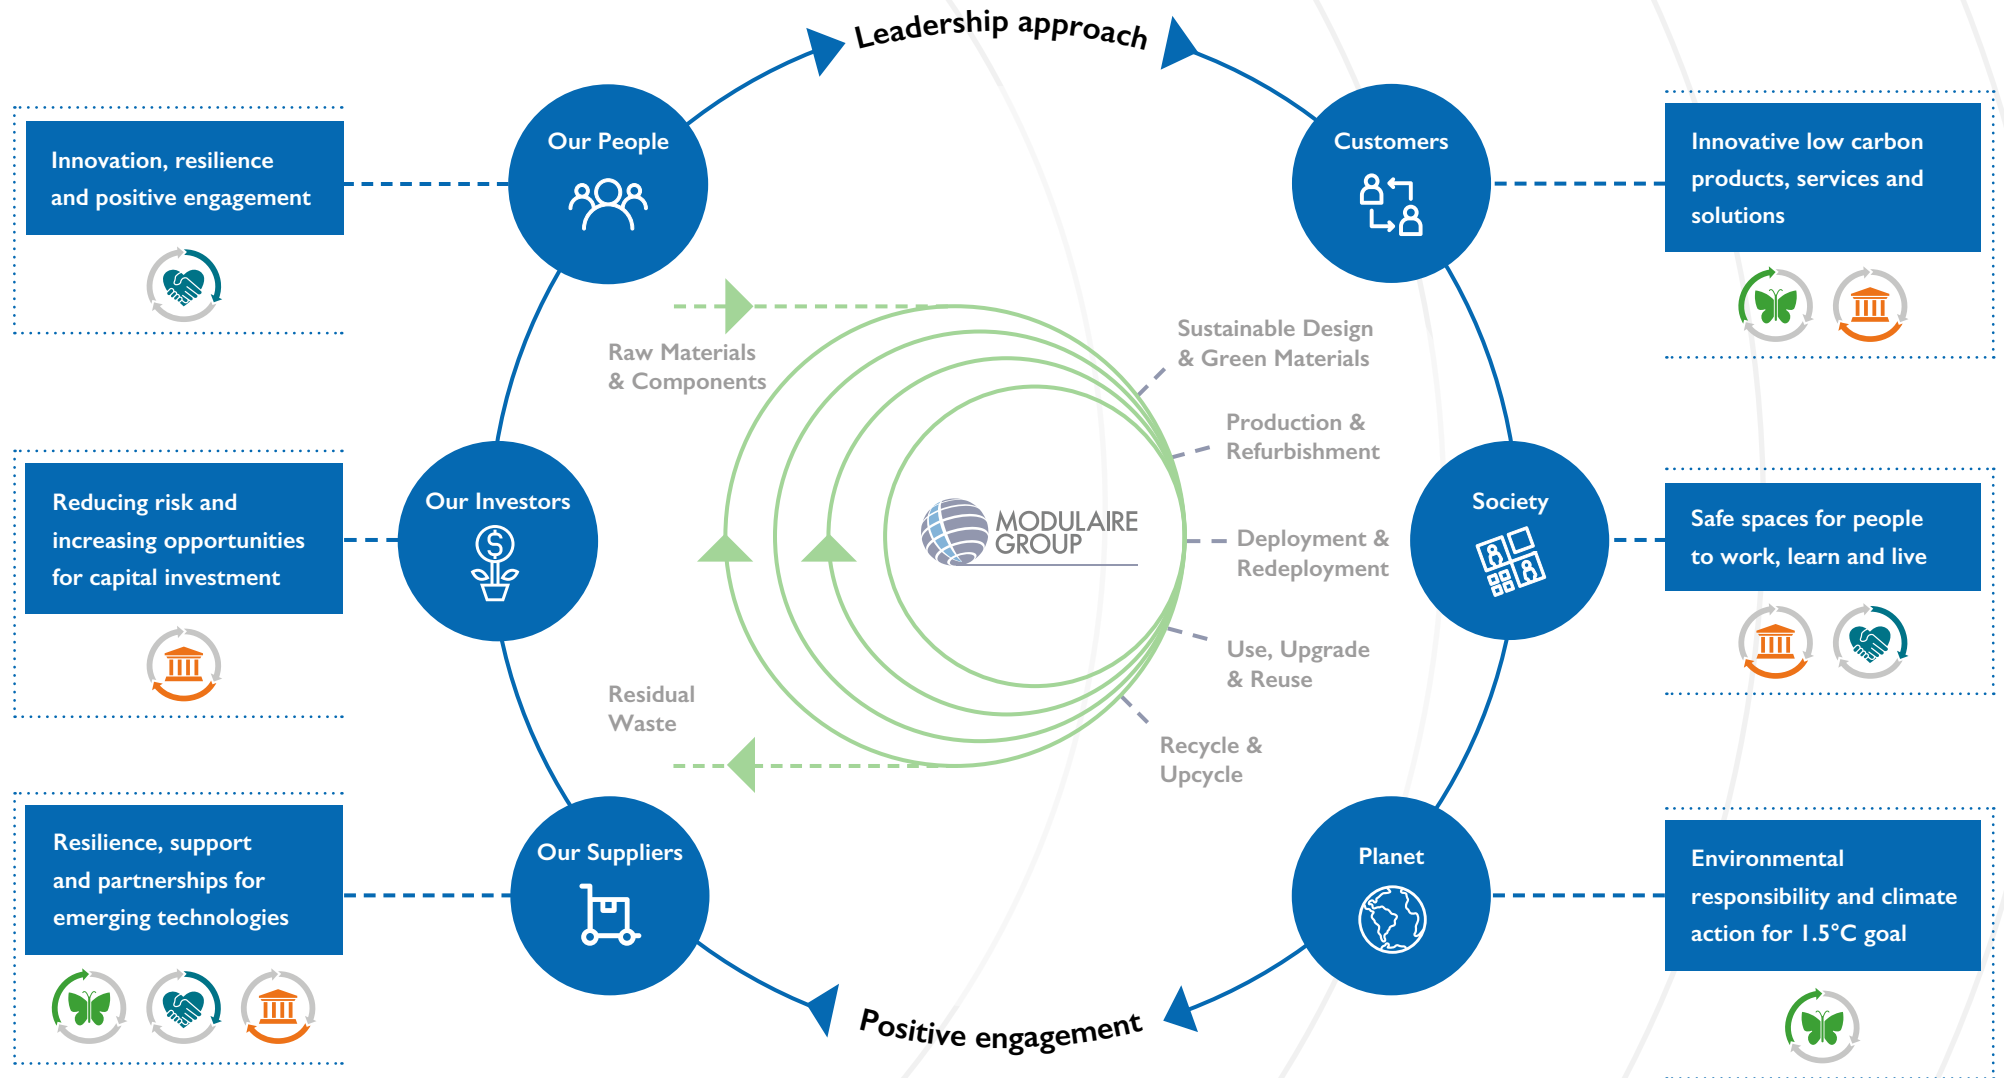 Leadership approach
Our People
Innovation, resilience
and positive engagement
Customers
Innovative low carbon
products, services and
solutions
Raw Materials
& Components
Sustainable Design
& Green Materials
Production &
Refurbishment
Our Investors
Reducing risk and
increasing opportunities
for capital investment
$
MODULAIRE
GROUP
Deployment &
Redeployment
Society
Safe spaces for people
to work, learn and live
Use, Upgrade
& Reuse
Residual
Waste
Recycle &
Upcycle
Our Suppliers
Resilience, support
and partnerships for
emerging technologies
Planet
Environmental
responsibility and climate
action for 1.5°C goal
Positive engagement